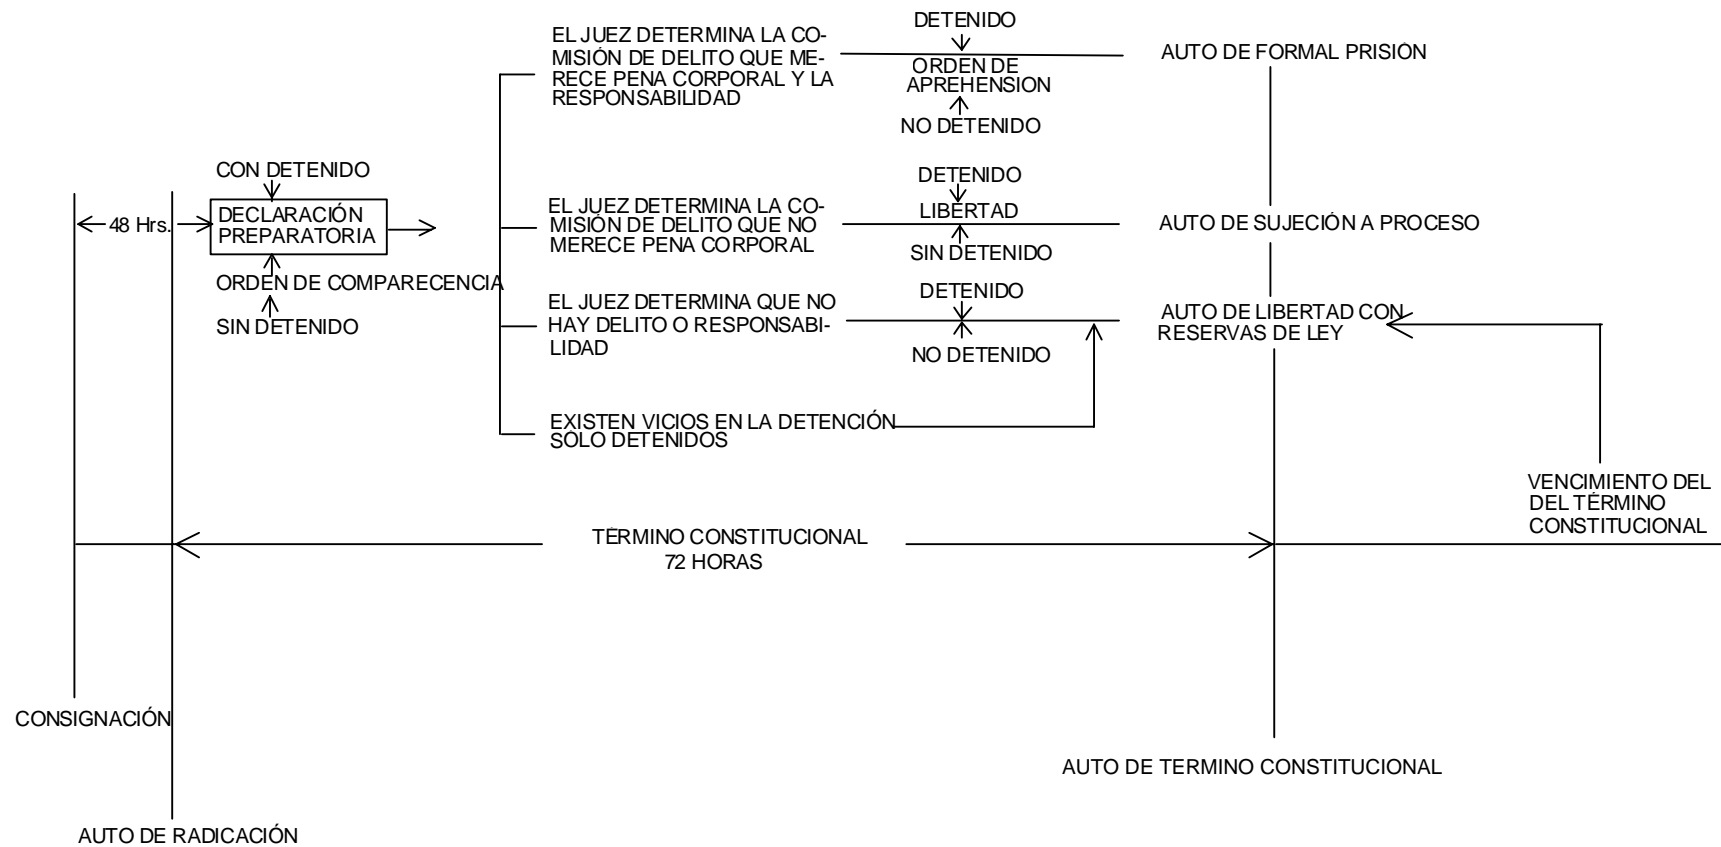 DETENIDO
EL JUEZ DETERMINA LA CO-
MISIÓN DE DELITO QUE ME-
RECE PENA CORPORAL Y LA
RESPONSABILIDAD
ORDEN DE
APREHENSION
NO DETENIDO
AUTO DE FORMAL PRISIÓN
CON DETENIDO
48 Hrs.
DECLARACIÓN
PREPARATORIA
ORDEN DE COMPARECENCIA
SIN DETENIDO
DETENIDO
EL JUEZ DETERMINA LA CO-
MISIÓN DE DELITO QUE NO
MERECE PENA CORPORAL
LIBERTAD
SIN DETENIDO
AUTO DE SUJECIÓN A PROCESO
DETENIDO
EL JUEZ DETERMINA QUE NO
HAY DELITO O RESPONSABI-
LIDAD
NO DETENIDO
AUTO DE LIBERTAD CON
RESERVAS DE LEY
EXISTEN VICIOS EN LA DETENCIÓN
SÓLO DETENIDOS
VENCIMIENTO DEL
DEL TÉRMINO
CONSTITUCIONAL
TÉRMINO CONSTITUCIONAL
72 HORAS
CONSIGNACIÓN
AUTO DE TERMINO CONSTITUCIONAL
AUTO DE RADICACIÓN